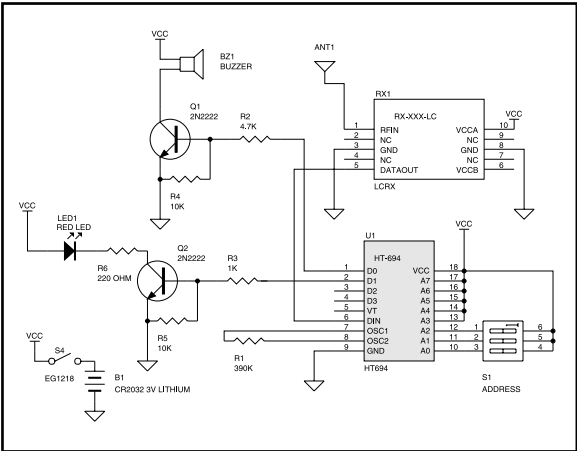 VCC
BZ1
BUZZER
Q1
2N2222
R2
4.7K
R4
10K
ANT1
RX1
RX-XXX-LC
VCC
1 RFIN VCCA 10
2 NC NC 9
3 GND GND 8
4 NC NC 7
5 DATAOUT VCCB 6
LCRX
VCC
LED1
RED LED
R6
220 OHM
Q2
2N2222
R3
1K
R5
10K
VCC
U1
HT-694
1 D0 VCC 18
2 D1 A7 17
3 D2 A6 16
4 D3 A5 15
5 VT A4 14
6 DIN A3 13
7 OSC1 A2 12
8 OSC2 A1 11
9 GND A0 10
HT694
R1
390K
1 6
2 5
3 4
S1
ADDRESS
VCC
S4
EG1218
B1
CR2032 3V LITHIUM